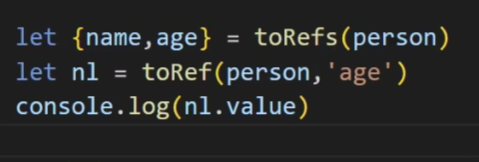 let {name,age} = toRefs(person)
let nl = toRef(person,'age')
console.log(nl.value)